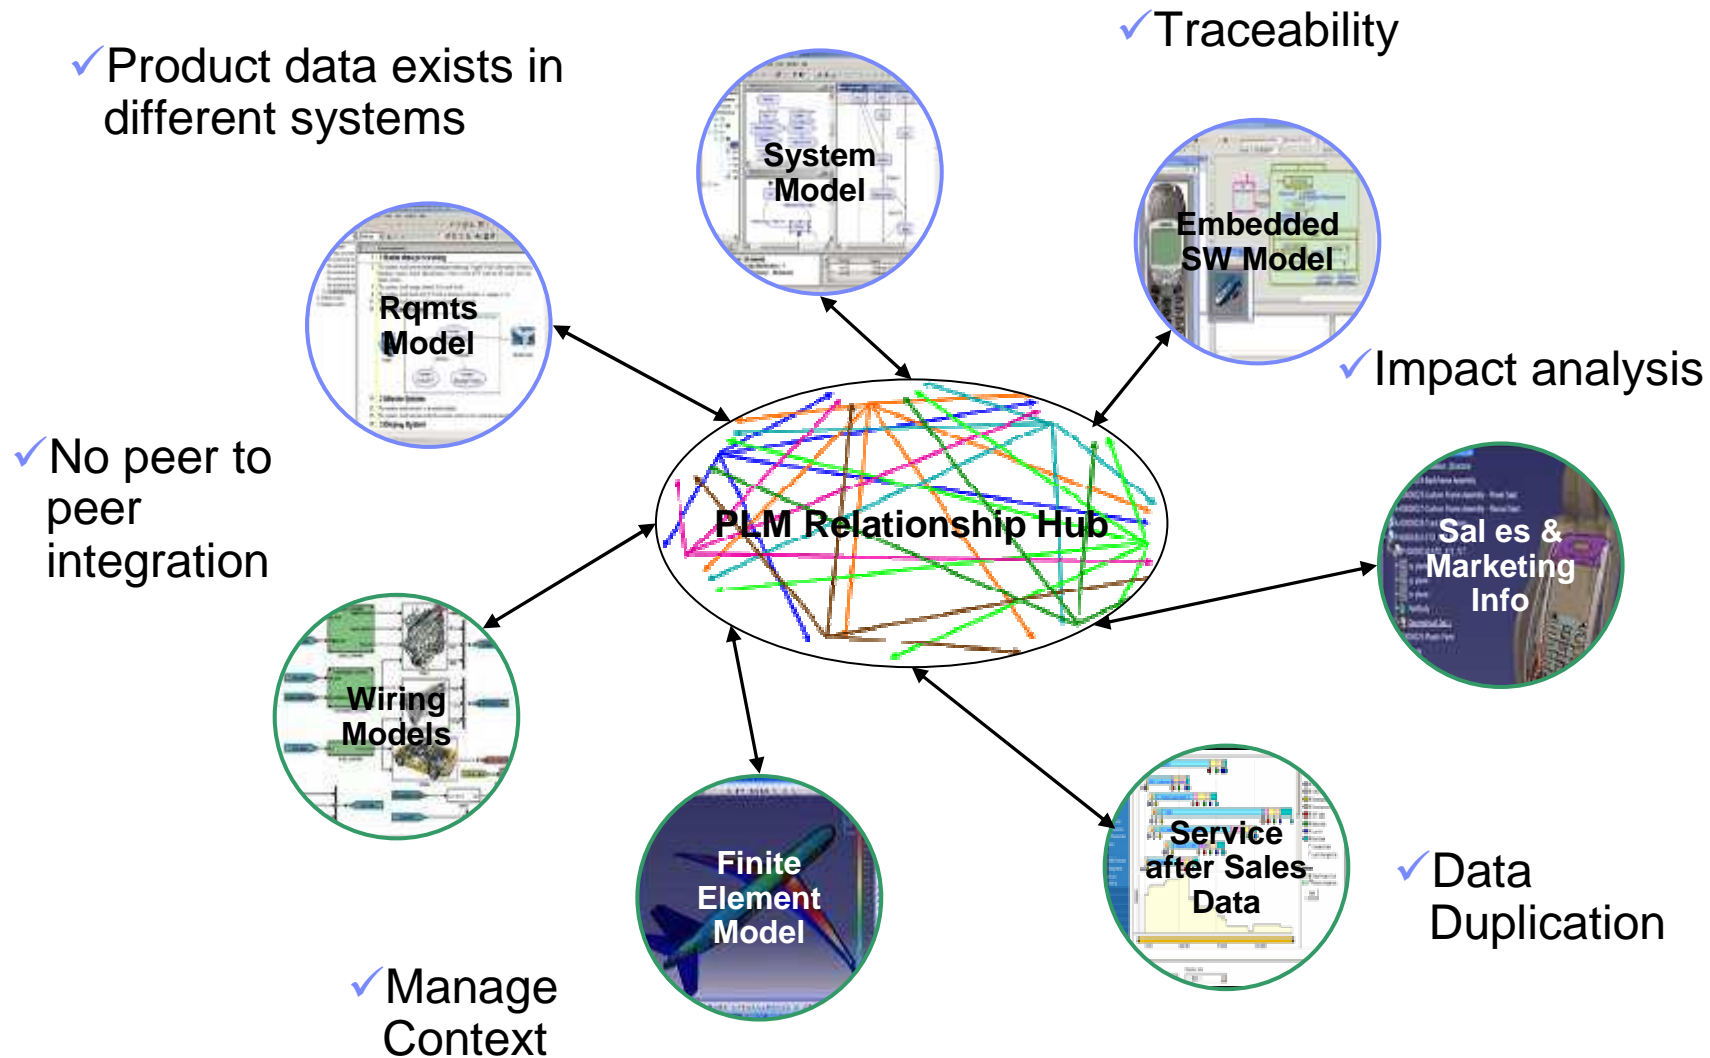 Traceability
Product data exists in
different systems
System
Model
Embedded
SW Model
Rqmts
Model
Impact analysis
No peer to
peer
integration
PLM Relationship Hub
Sal es &
Marketing
Info
Wiring
Models
Finite
Element
Model
Service
after Sales
Data
Data
Duplication
Manage
Context